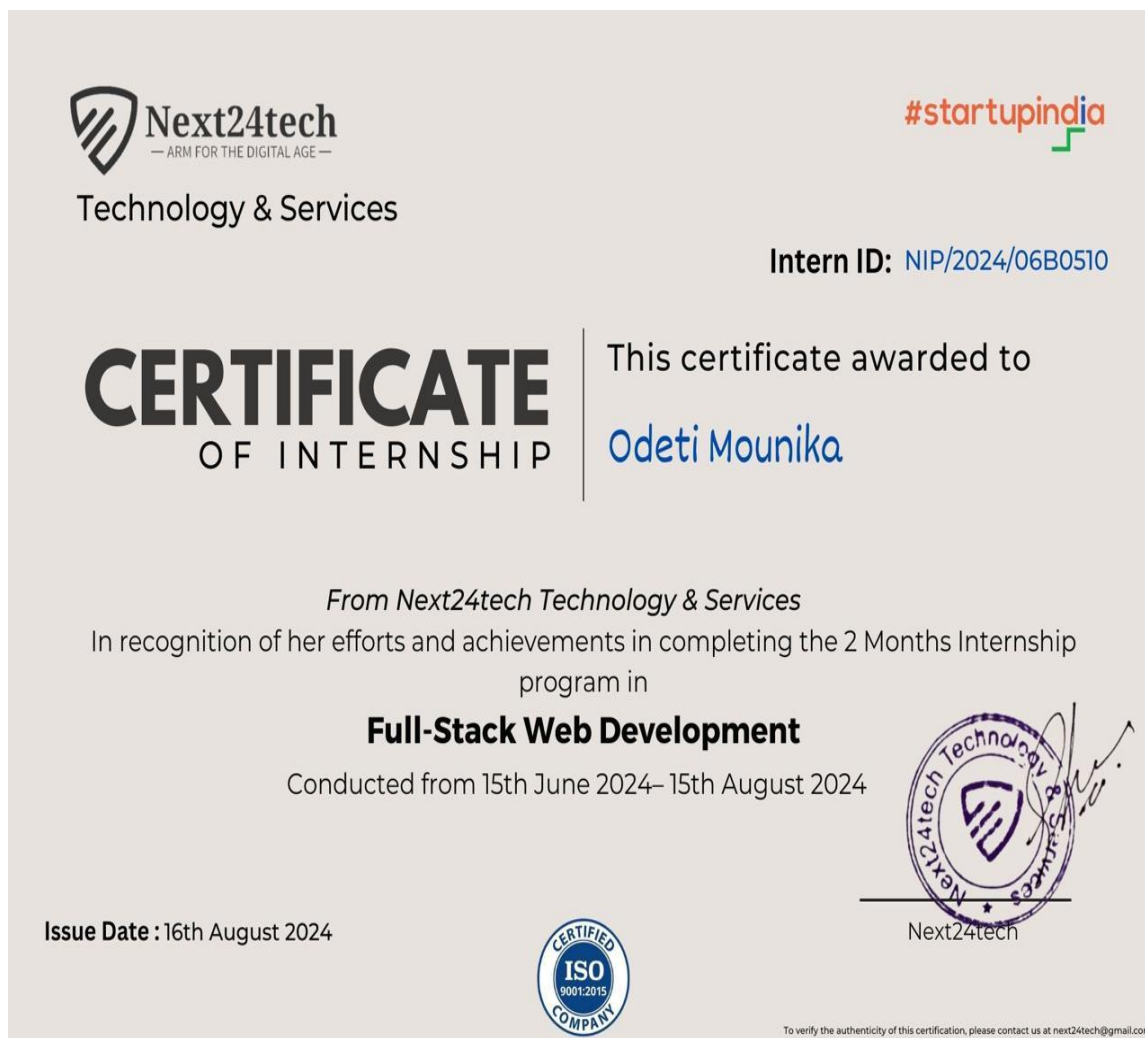 Next24tech
— ARM FOR THE DIGITAL AGE —
Technology & Services
#startupindia
Intern ID: NIP/2024/06B0510
CERTIFICATE
OF INTERNSHIP
This certificate awarded to
Odeti Mounika
From Next24tech Technology & Services
In recognition of her efforts and achievements in completing the 2 Months Internship
program in
Full-Stack Web Development
Conducted from 15th June 2024– 15th August 2024
Next24tech Technology & Services
Next24tech
Issue Date : 16th August 2024
CERTIFIED
ISO
9001:2015
COMPANY
To verify the authenticity of this certification, please contact us at next24tech@gmail.co